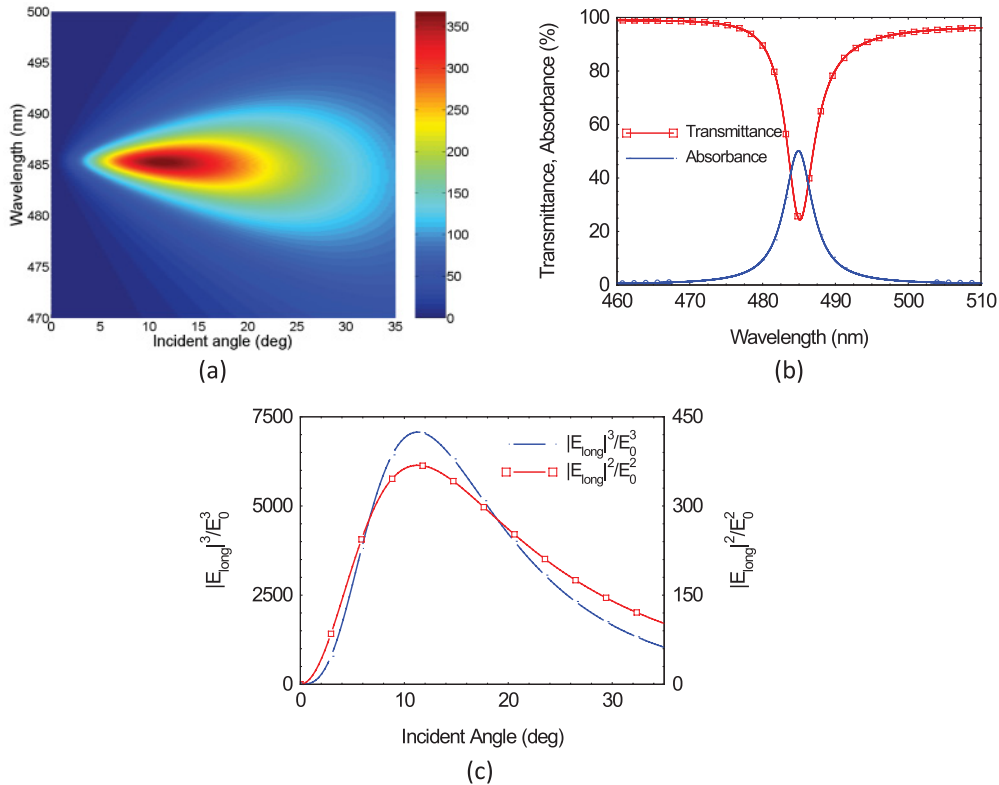 500
495
490
485
480
475
470
Wavelength (nm)
0 5 10 15 20 25 30 35
Incident angle (deg)
350
300
250
200
150
100
50
0
(a)
100
80
60
40
20
0
Transmittance, Absorbance (%)
Transmittance
Absorbance
460 470 480 490 500 510
Wavelength (nm)
(b)
7500
5000
2500
0
|E_long|^3/E_0^3
|E_long|^3/E_0^3
|E_long|^2/E_0^2
450
300
150
0
|E_long|^2/E_0^2
0 10 20 30
Incident Angle (deg)
(c)